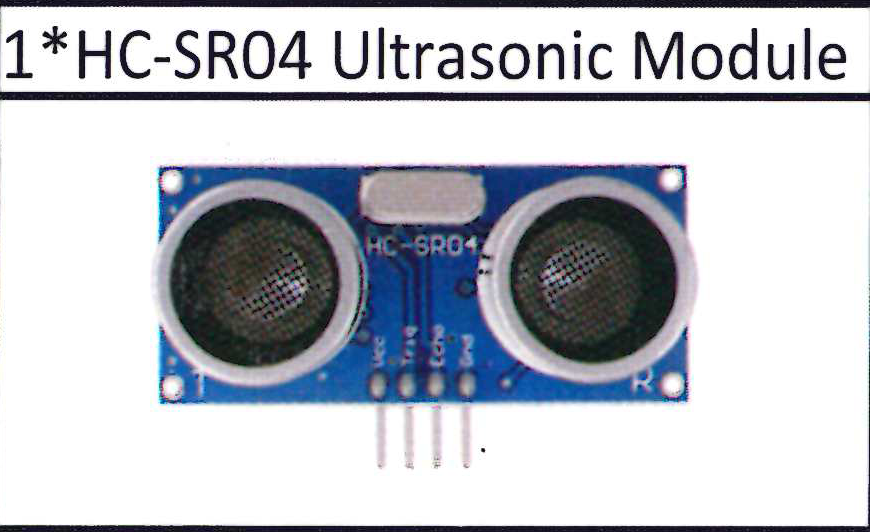 1*HC-SR04 Ultrasonic Module
HC-SR04
Vcc
Trig
Echo
Gnd
T
R